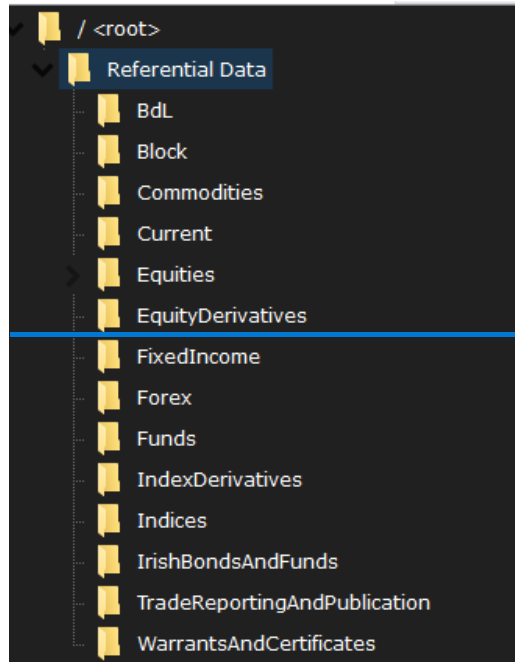 / <root>
Referential Data
BdL
Block
Commodities
Current
Equities
EquityDerivatives
FixedIncome
Forex
Funds
IndexDerivatives
Indices
IrishBondsAndFunds
TradeReportingAndPublication
WarrantsAndCertificates